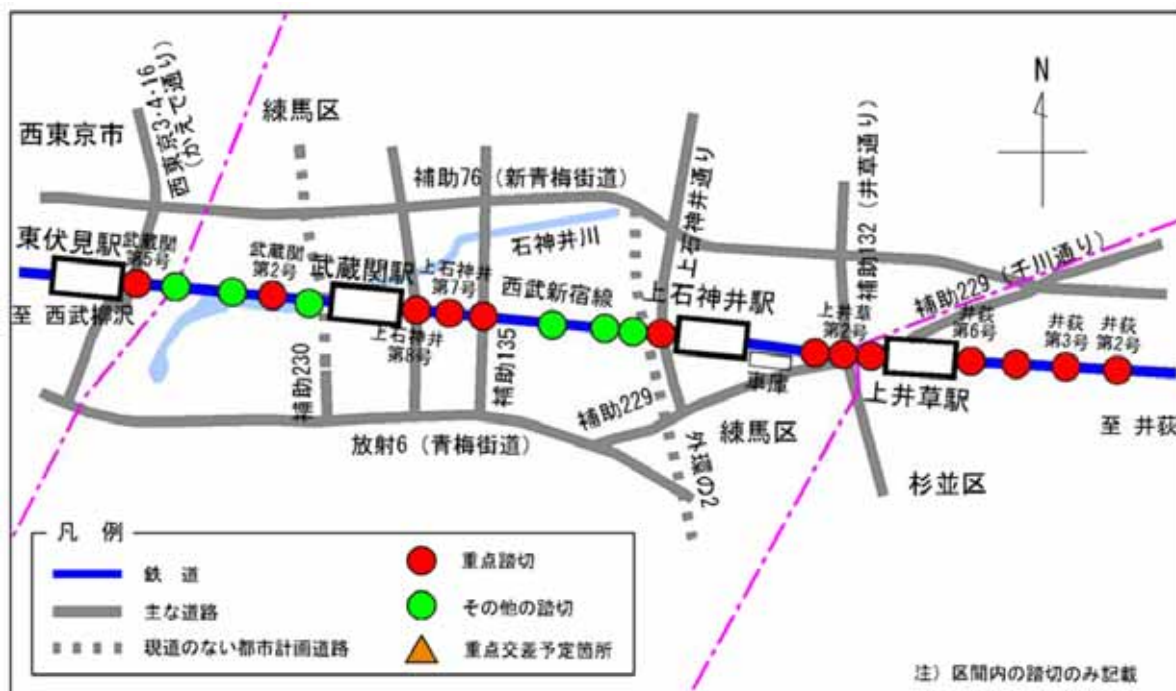 西東京3・4・16
(かえで通り)
練馬区
西東京市
N
補助76 (新青梅街道)
上石神井通り
補助132 (井草通り)
石神井川
東伏見駅
武蔵関
第5号
武蔵関
第2号
武蔵関駅
上石神井
第7号
西武新宿線
上石神井駅
上井草
第2号
補助229 (千川通り)
井荻
第6号
井荻
第3号
井荻
第2号
至 西武柳沢
上石神井
第8号
車庫
上井草駅
補助230
補助135
補助229
練馬区
至 井荻
放射6 (青梅街道)
外環の2
杉並区
凡 例
鉄 道
主な道路
現道のない都市計画道路
重点踏切
その他の踏切
重点交差予定箇所
注) 区間内の踏切のみ記載